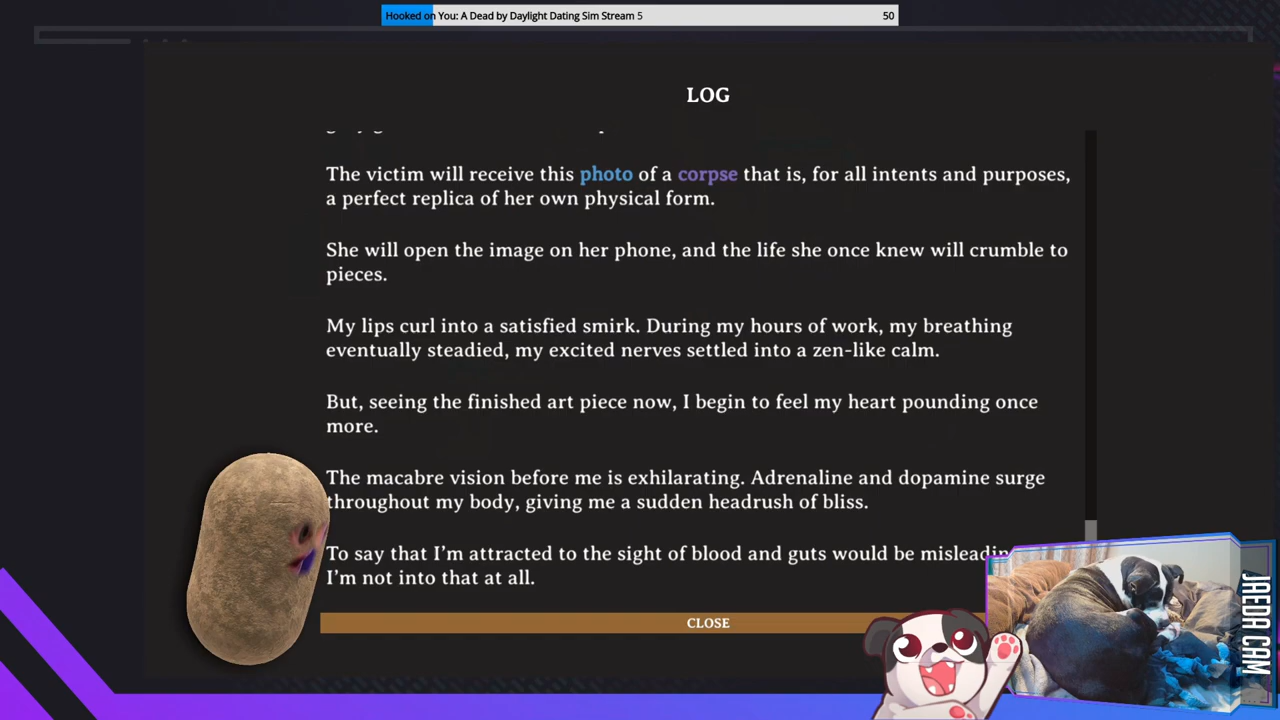 Hooked on You: A Dead by Daylight Dating Sim Stream 5
50
LOG
The victim will receive this photo of a corpse that is, for all intents and purposes,
a perfect replica of her own physical form.
She will open the image on her phone, and the life she once knew will crumble to
pieces.
My lips curl into a satisfied smirk. During my hours of work, my breathing
eventually steadied, my excited nerves settled into a zen-like calm.
But, seeing the finished art piece now, I begin to feel my heart pounding once
more.
The macabre vision before me is exhilarating. Adrenaline and dopamine surge
throughout my body, giving me a sudden headrush of bliss.
To say that I’m attracted to the sight of blood and guts would be misleadin
I’m not into that at all.
CLOSE
JAEDA CAM